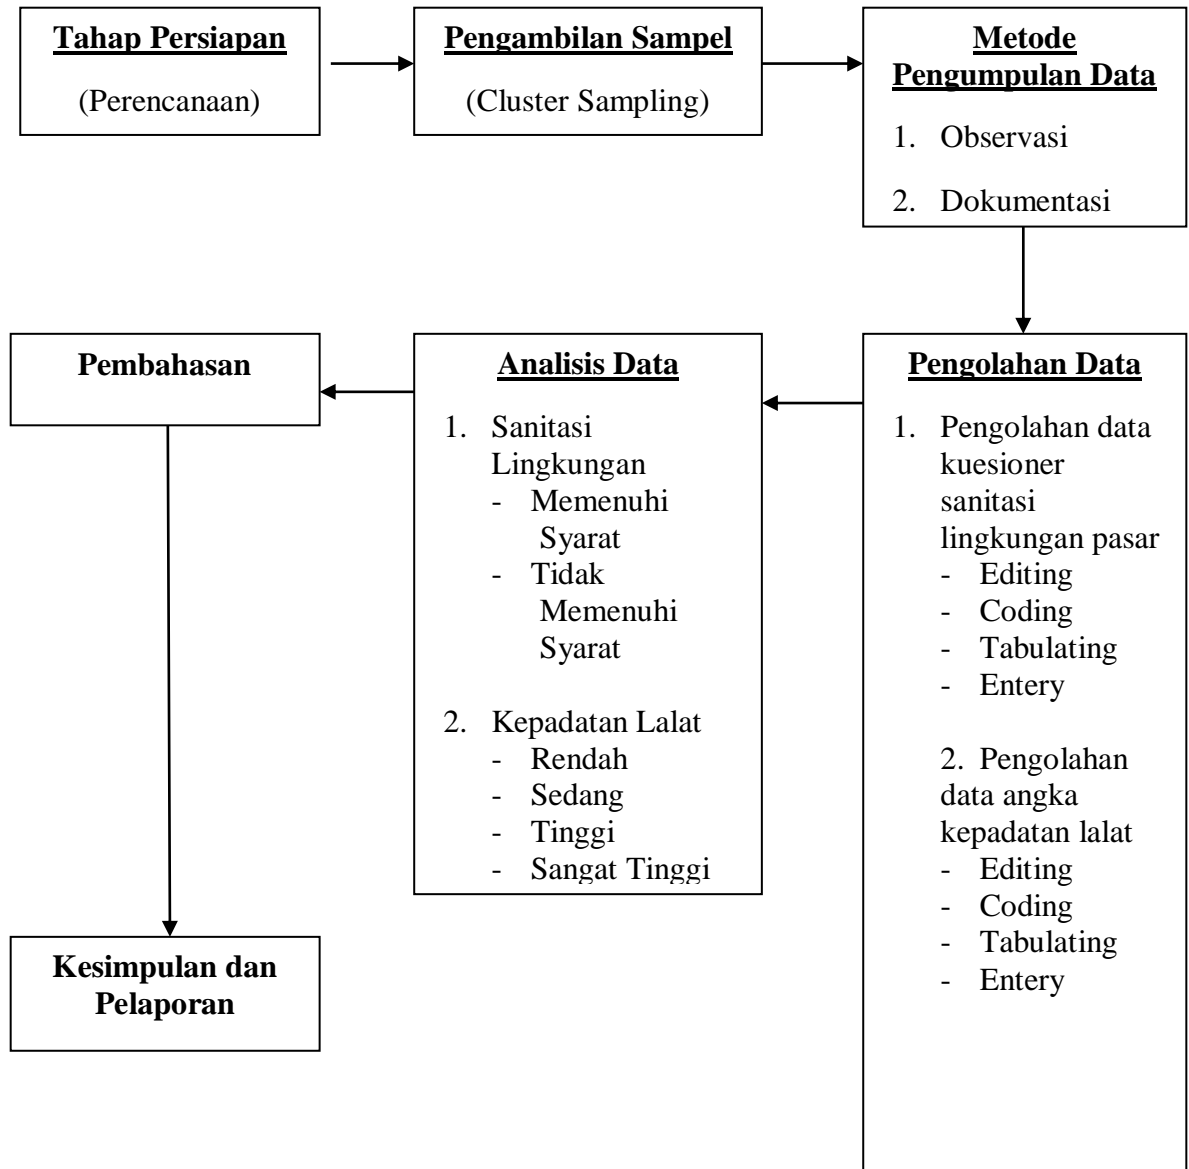 Tahap Persiapan
(Perencanaan)
Pengambilan Sampel
(Cluster Sampling)
Metode
Pengumpulan Data
1. Observasi
2. Dokumentasi
Pembahasan
Analisis Data
1. Sanitasi
Lingkungan
- Memenuhi
Syarat
- Tidak
Memenuhi
Syarat
2. Kepadatan Lalat
- Rendah
- Sedang
- Tinggi
- Sangat Tinggi
Pengolahan Data
1. Pengolahan data
kuesioner
sanitasi
lingkungan pasar
- Editing
- Coding
- Tabulating
- Entery
2. Pengolahan
data angka
kepadatan lalat
- Editing
- Coding
- Tabulating
- Entery
Kesimpulan dan
Pelaporan